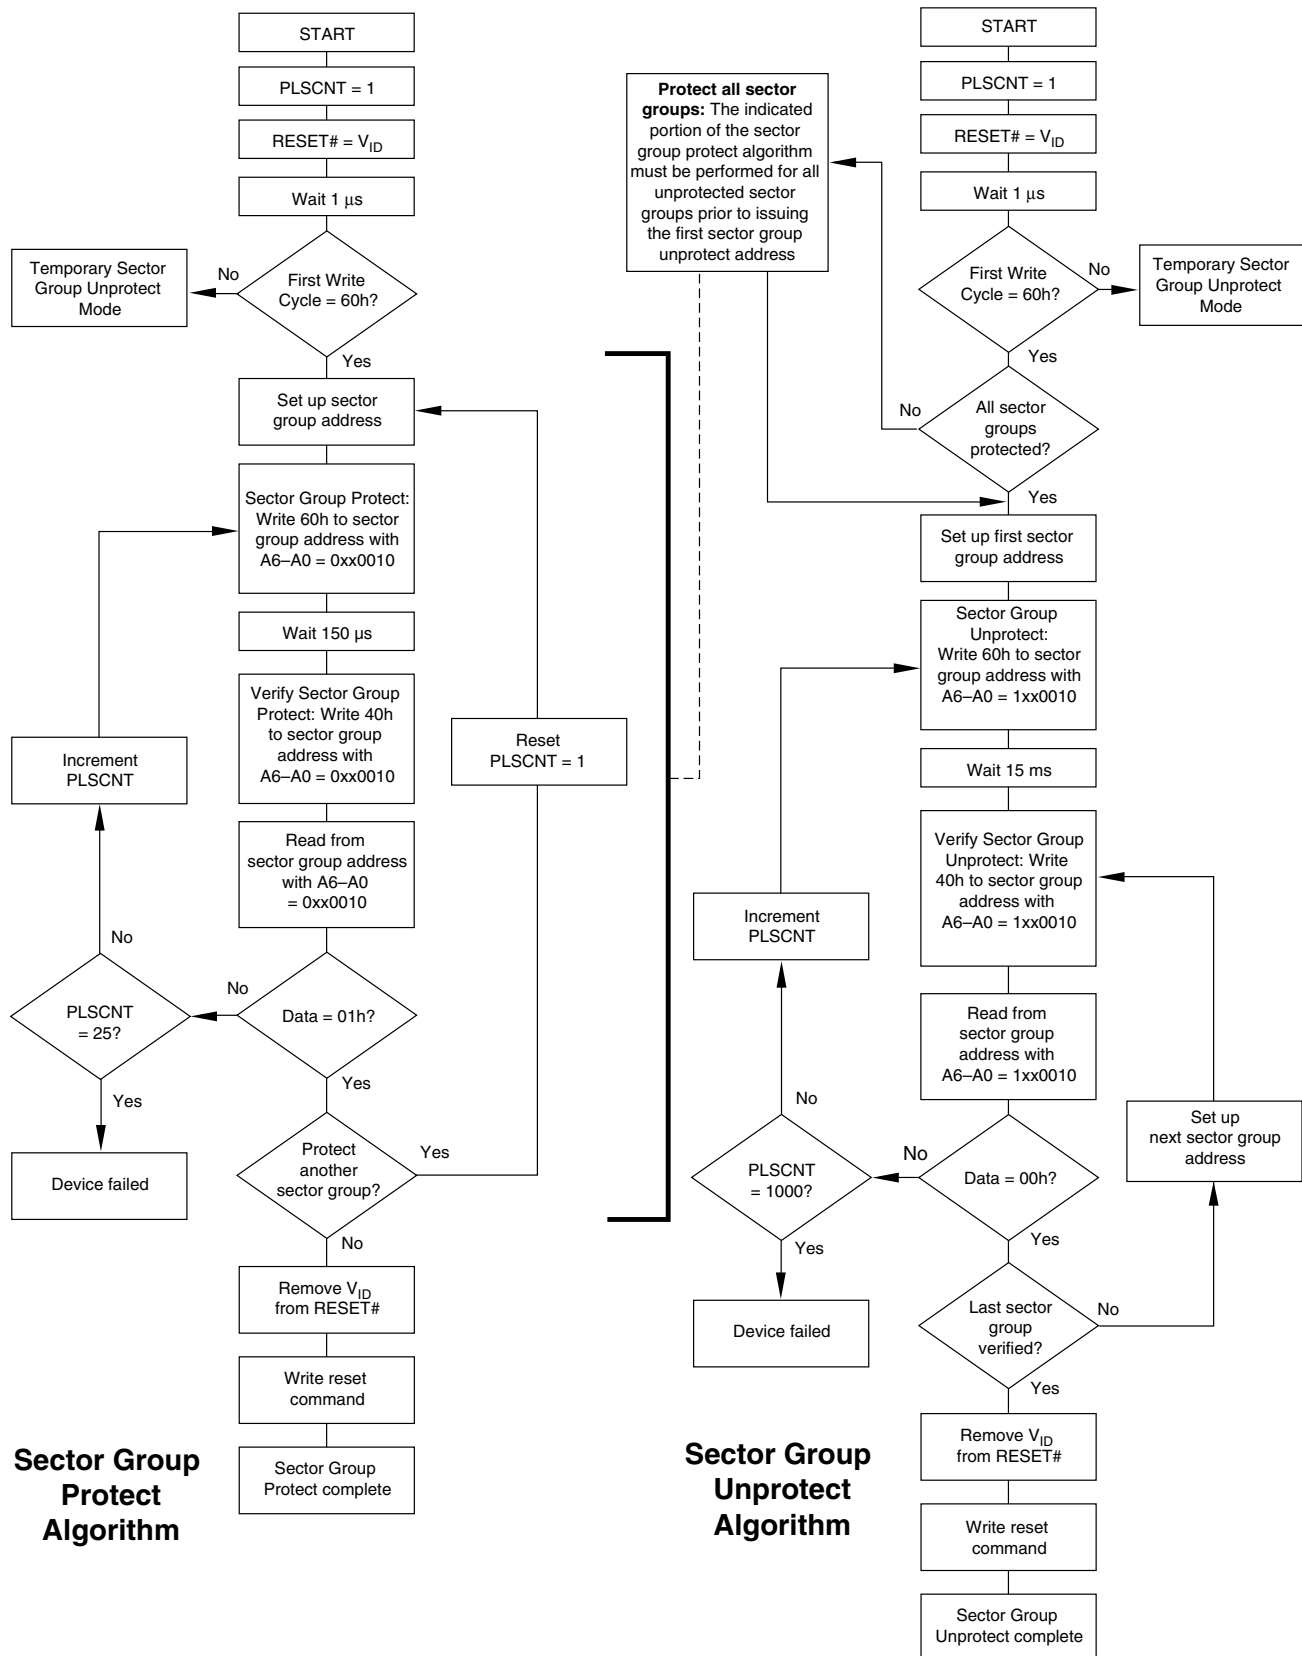 START
PLSCNT = 1
RESET# = VID
Wait 1 μs
First Write
Cycle = 60h?
No
Temporary Sector
Group Unprotect
Mode
Yes
Set up sector
group address
Sector Group Protect:
Write 60h to sector
group address with
A6–A0 = 0xx0010
Wait 150 µs
Verify Sector Group
Protect: Write 40h
to sector group
address with
A6–A0 = 0xx0010
Increment
PLSCNT
Reset
PLSCNT = 1
Read from
sector group address
with A6–A0
= 0xx0010
No
No
PLSCNT
= 25?
Data = 01h?
Yes
Yes
Device failed
Protect
another
sector group?
Yes
No
Remove VID
from RESET#
Write reset
command
Sector Group
Protect complete
Sector Group
Protect
Algorithm
START
PLSCNT = 1
RESET# = VID
Wait 1 μs
Protect all sector
groups: The indicated
portion of the sector
group protect algorithm
must be performed for all
unprotected sector
groups prior to issuing
the first sector group
unprotect address
First Write
Cycle = 60h?
No
Temporary Sector
Group Unprotect
Mode
Yes
No
All sector
groups
protected?
Yes
Set up first sector
group address
Sector Group
Unprotect:
Write 60h to sector
group address with
A6–A0 = 1xx0010
Wait 15 ms
Verify Sector Group
Unprotect: Write
40h to sector group
address with
A6–A0 = 1xx0010
Increment
PLSCNT
Read from
sector group
address with
A6–A0 = 1xx0010
No
No
Set up
next sector group
address
PLSCNT
= 1000?
Data = 00h?
Yes
Yes
Device failed
Last sector
group
verified?
No
Yes
Remove VID
from RESET#
Write reset
command
Sector Group
Unprotect complete
Sector Group
Unprotect
Algorithm